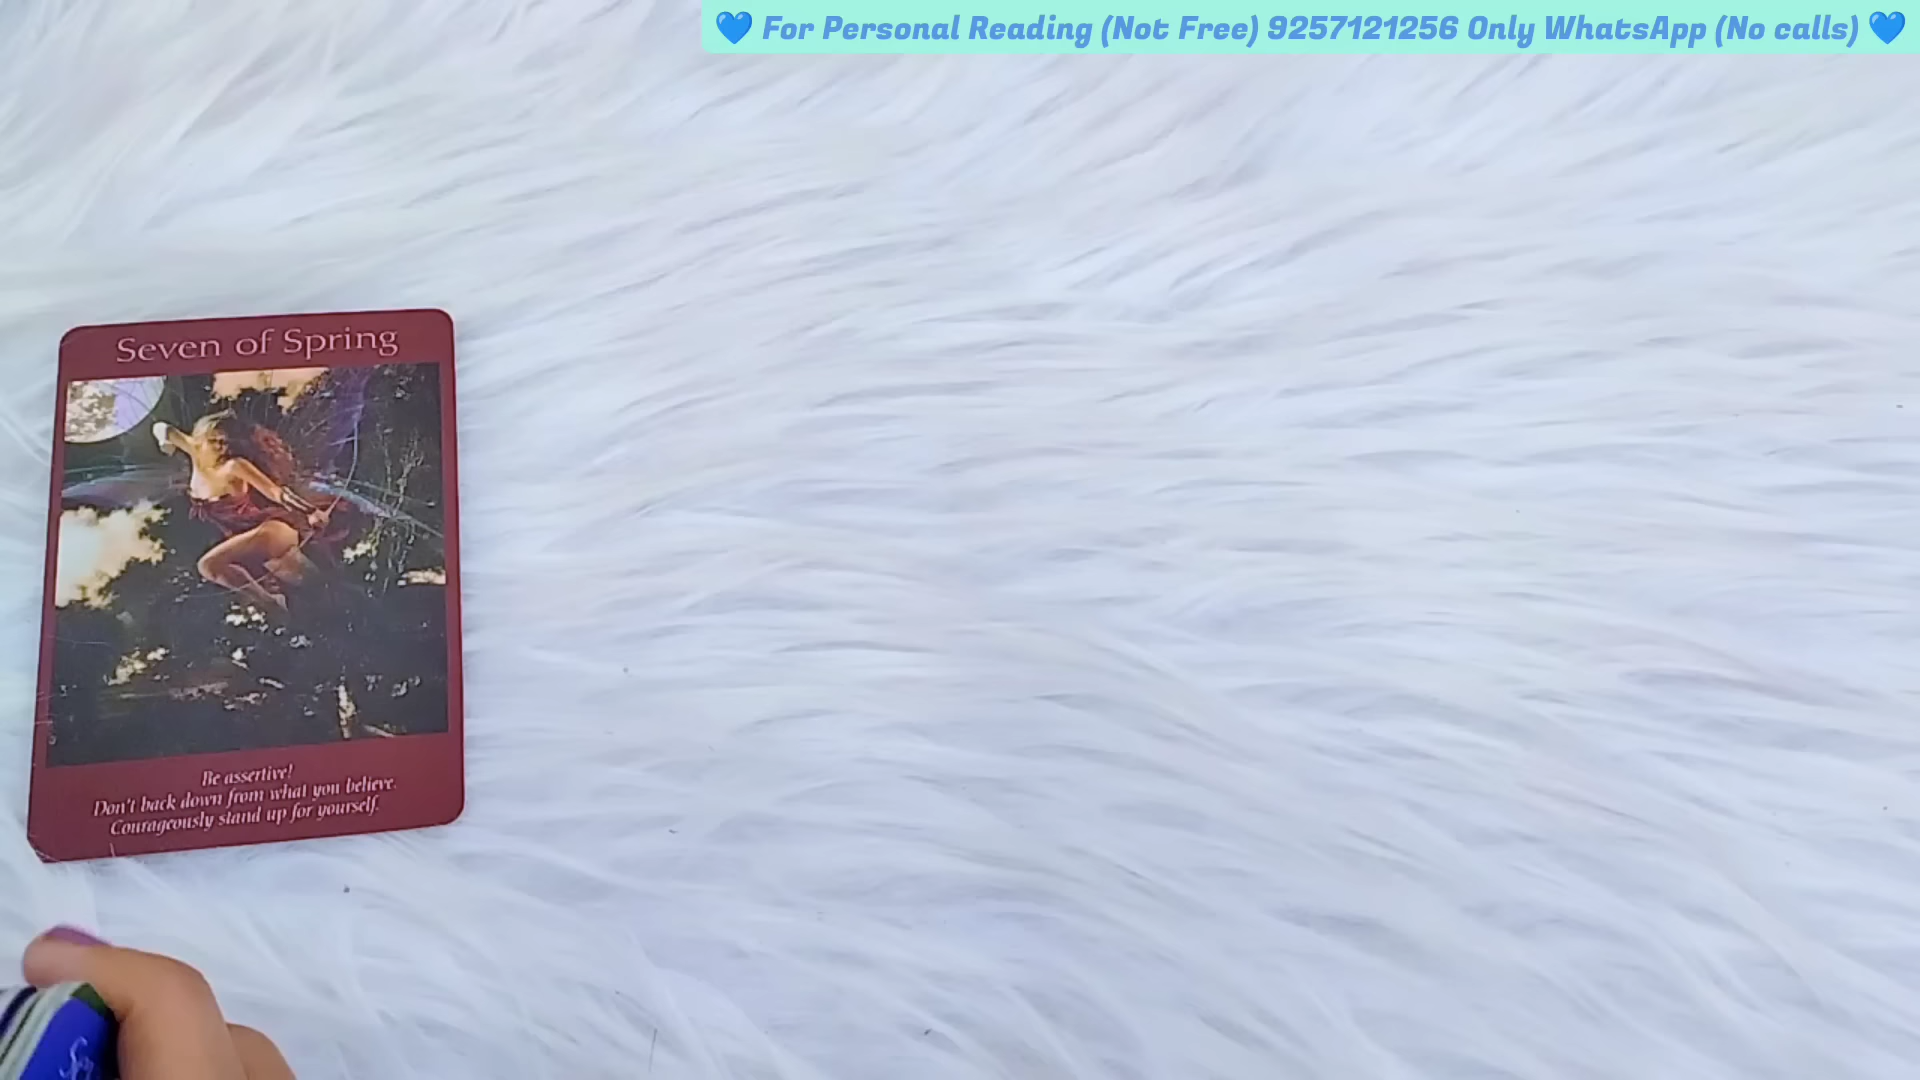 💙 For Personal Reading (Not Free) 9257121256 Only WhatsApp (No calls) 💙
Seven of Spring
Be assertive!
Don't back down from what you believe.
Courageously stand up for yourself.